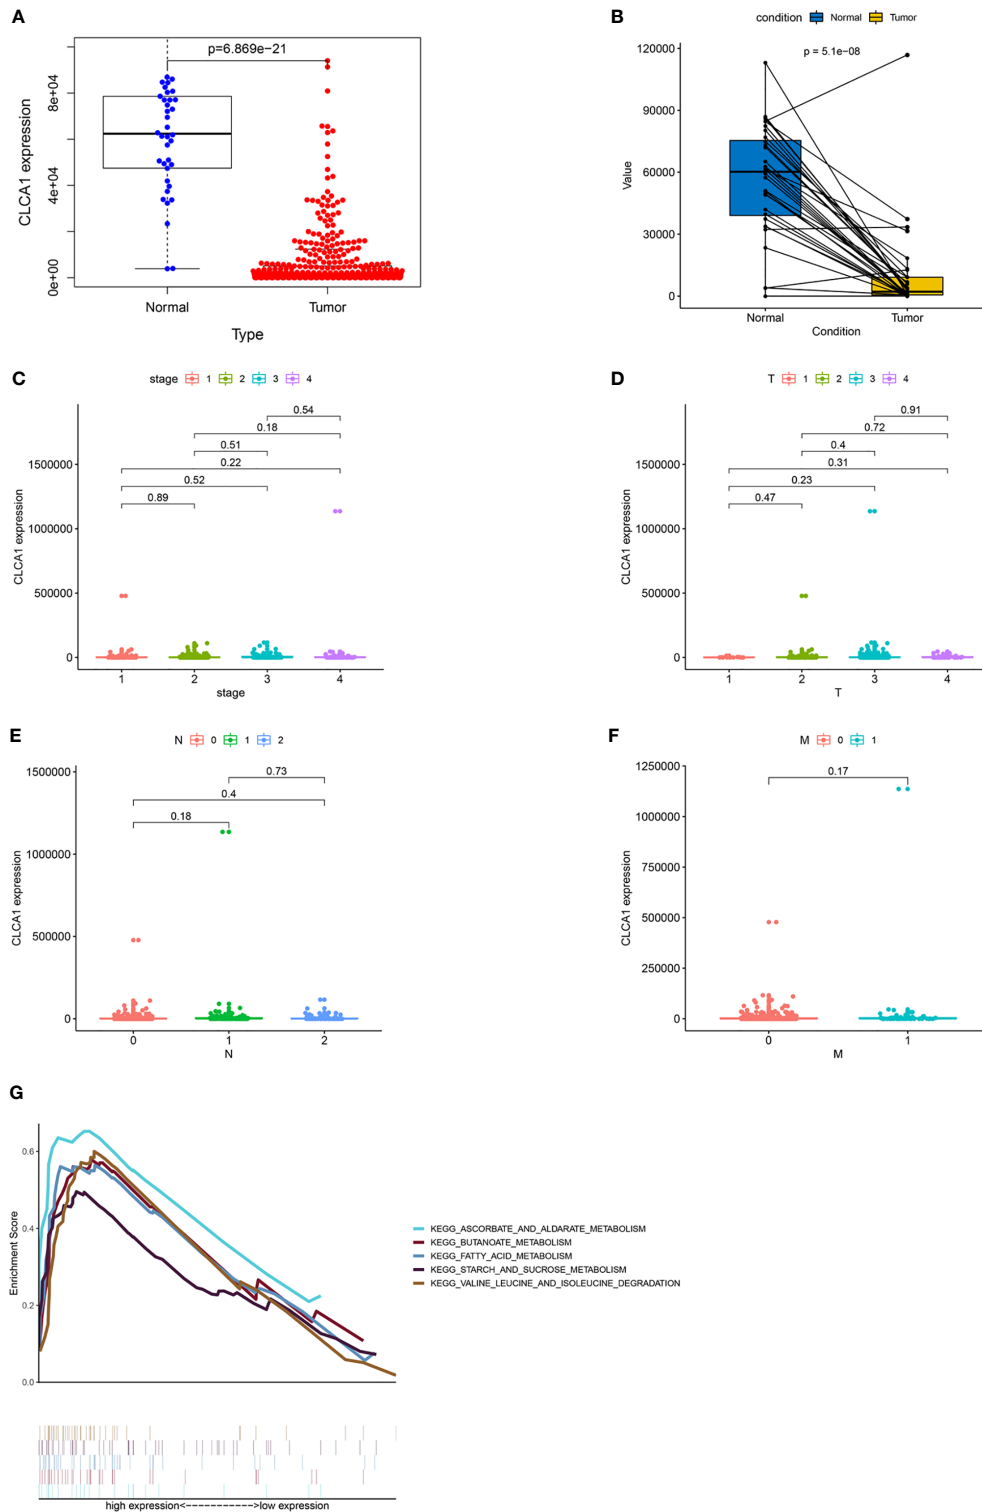 A
p=6.869e−21
CLCA1 expression
8e+04
4e+04
0e+00
Normal
Tumor
Type
B
condition Normal Tumor
p = 5.1e−08
Value
120000
90000
60000
30000
0
Normal
Tumor
Condition
C
stage 1 2 3 4
0.54
0.18
0.51
0.22
0.52
0.89
CLCA1 expression
1500000
1000000
500000
0
1 2 3 4
stage
D
T 1 2 3 4
0.91
0.72
0.4
0.31
0.23
0.47
CLCA1 expression
1500000
1000000
500000
0
1 2 3 4
T
E
N 0 1 2
0.73
0.4
0.18
CLCA1 expression
1500000
1000000
500000
0
0 1 2
N
F
M 0 1
0.17
CLCA1 expression
1250000
1000000
750000
500000
250000
0
0 1
M
G
Enrichment Score
0.6
0.4
0.2
0.0
KEGG_ASCORBATE_AND_ALDARATE_METABOLISM
KEGG_BUTANOATE_METABOLISM
KEGG_FATTY_ACID_METABOLISM
KEGG_STARCH_AND_SUCROSE_METABOLISM
KEGG_VALINE_LEUCINE_AND_ISOLEUCINE_DEGRADATION
high expression<------------>low expression